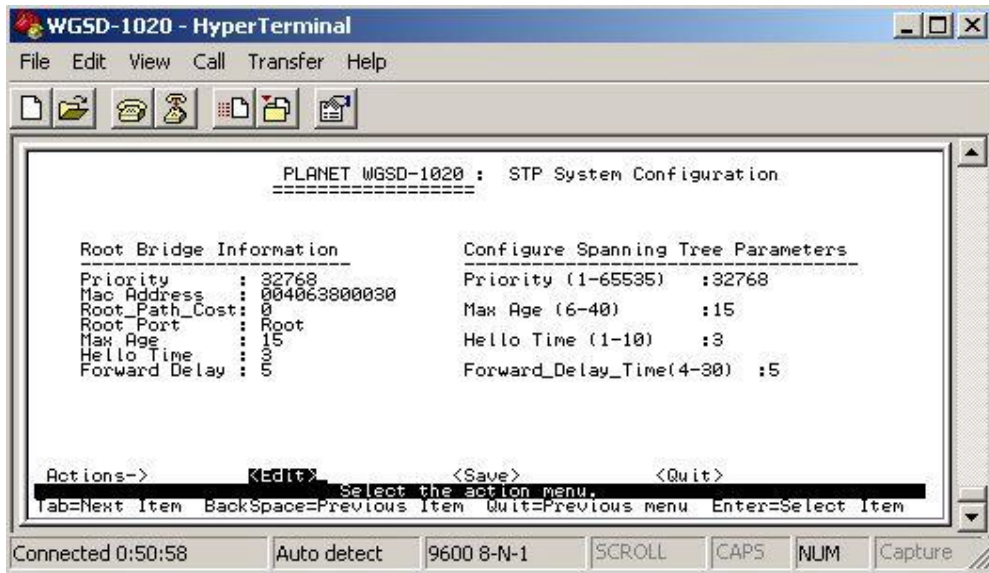 WGSD-1020 - HyperTerminal
File Edit View Call Transfer Help
PLANET WGSD-1020 : STP System Configuration
===================
Root Bridge Information
Priority : 32768
Mac Address : 004063800030
Root_Path_Cost: 0
Root Port : Root
Max Age : 15
Hello Time : 3
Forward Delay : 5
Configure Spanning Tree Parameters
Priority (1-65535) :32768
Max Age (6-40) :15
Hello Time (1-10) :3
Forward_Delay_Time(4-30) :5
Actions-> <Edit> <Save> <Quit>
Select the action menu.
Tab=Next Item BackSpace=Previous Item Quit=Previous menu Enter=Select Item
Connected 0:50:58 Auto detect 9600 8-N-1 SCROLL CAPS NUM Capture